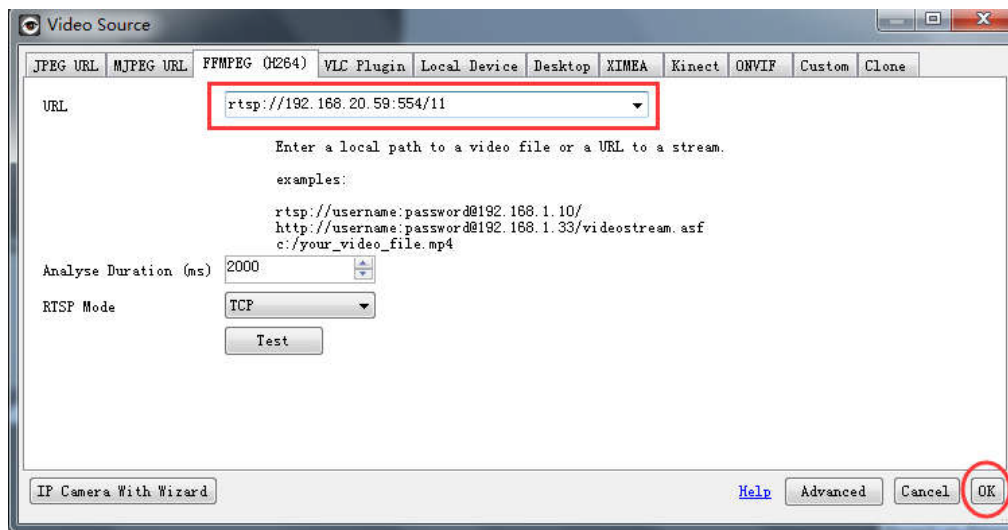 Video Source
JPEG URL MJPEG URL FFMPEG (H264) VLC Plugin Local Device Desktop XIMEA Kinect ONVIF Custom Clone
URL rtsp://192.168.20.59:554/11
Enter a local path to a video file or a URL to a stream.
examples:
rtsp://username:password@192.168.1.10/
http://username:password@192.168.1.33/videostream.asf
c:/your_video_file.mp4
Analyse Duration (ms) 2000
RTSP Mode TCP
Test
IP Camera With Wizard Help Advanced Cancel OK